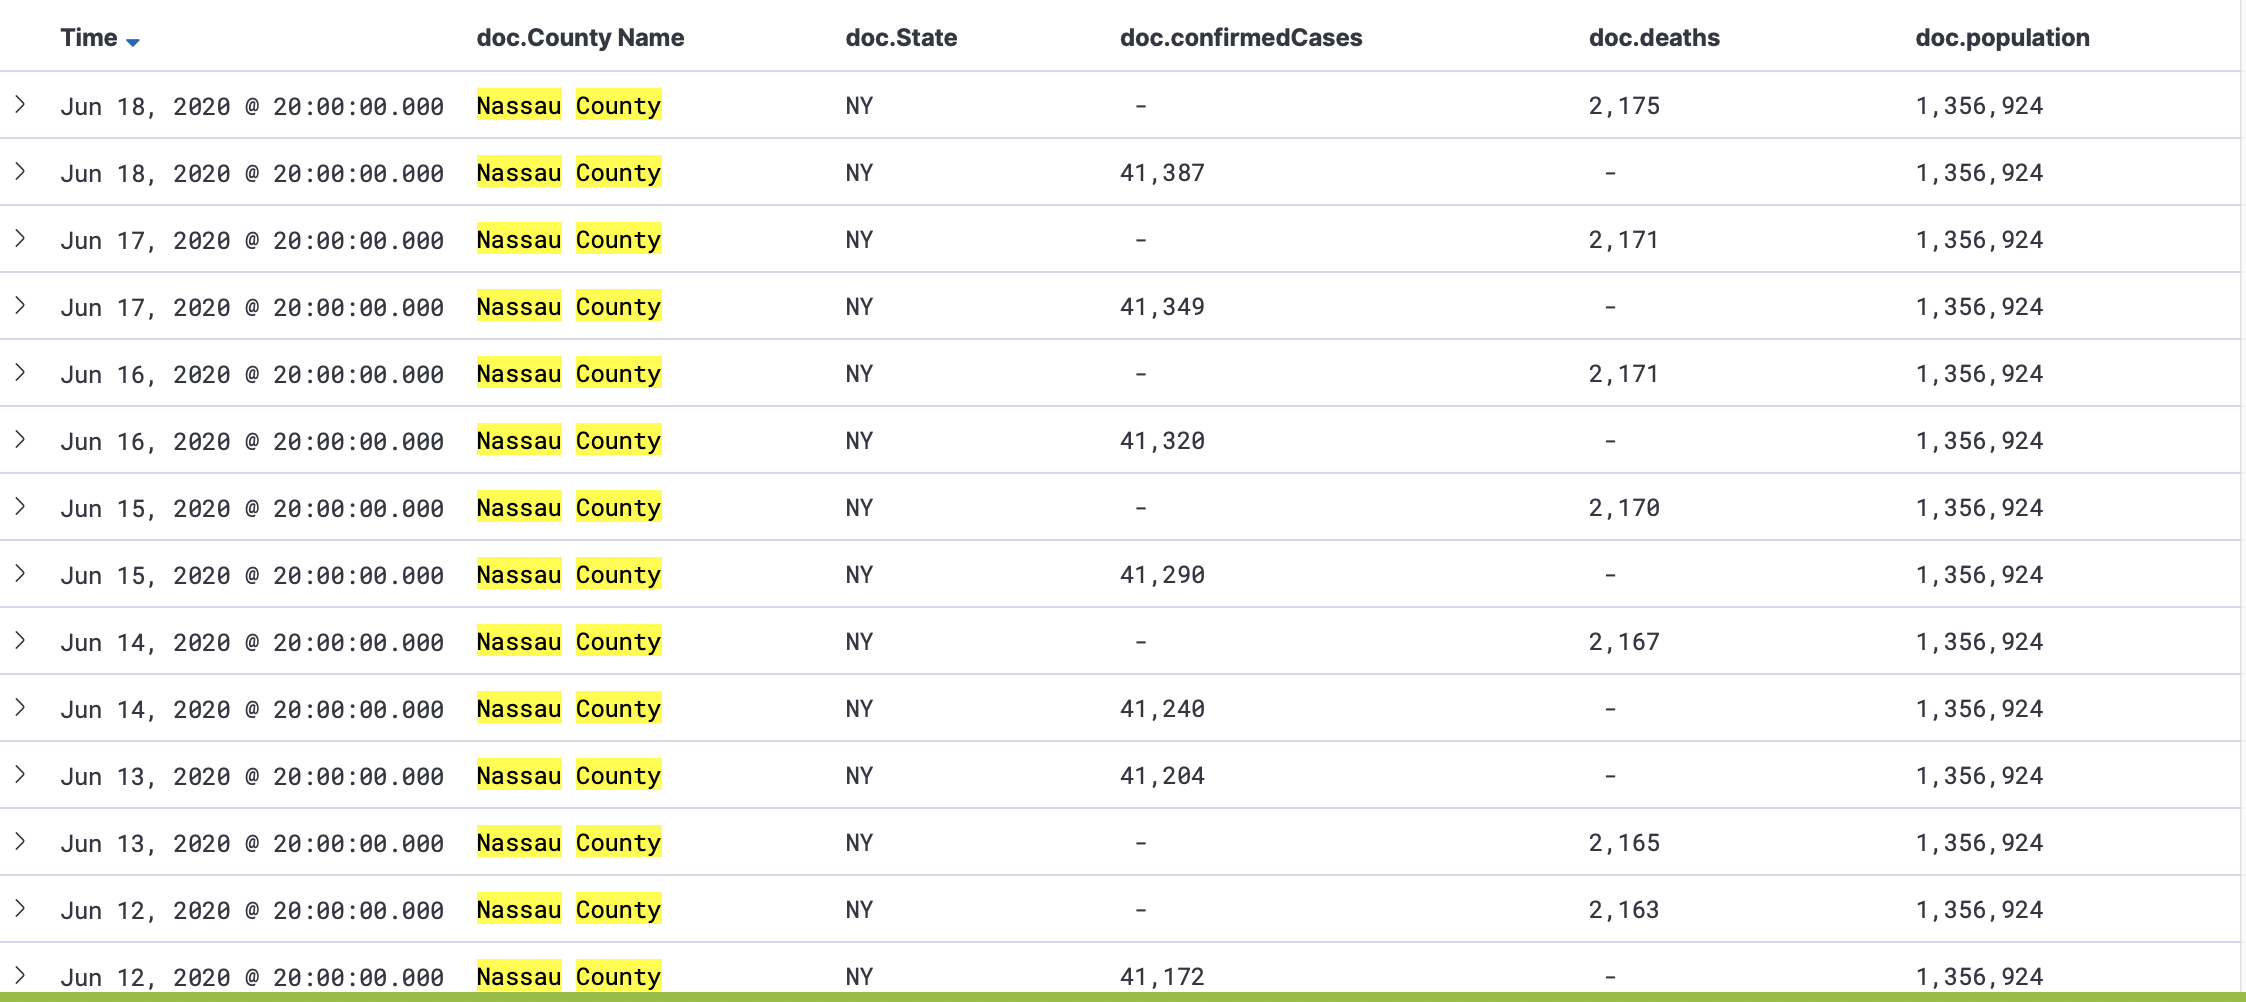 Time doc.County Name doc.State doc.confirmedCases doc.deaths doc.population
Jun 18, 2020 @ 20:00:00.000 Nassau County NY - 2,175 1,356,924
Jun 18, 2020 @ 20:00:00.000 Nassau County NY 41,387 - 1,356,924
Jun 17, 2020 @ 20:00:00.000 Nassau County NY - 2,171 1,356,924
Jun 17, 2020 @ 20:00:00.000 Nassau County NY 41,349 - 1,356,924
Jun 16, 2020 @ 20:00:00.000 Nassau County NY - 2,171 1,356,924
Jun 16, 2020 @ 20:00:00.000 Nassau County NY 41,320 - 1,356,924
Jun 15, 2020 @ 20:00:00.000 Nassau County NY - 2,170 1,356,924
Jun 15, 2020 @ 20:00:00.000 Nassau County NY 41,290 - 1,356,924
Jun 14, 2020 @ 20:00:00.000 Nassau County NY - 2,167 1,356,924
Jun 14, 2020 @ 20:00:00.000 Nassau County NY 41,240 - 1,356,924
Jun 13, 2020 @ 20:00:00.000 Nassau County NY 41,204 - 1,356,924
Jun 13, 2020 @ 20:00:00.000 Nassau County NY - 2,165 1,356,924
Jun 12, 2020 @ 20:00:00.000 Nassau County NY - 2,163 1,356,924
Jun 12, 2020 @ 20:00:00.000 Nassau County NY 41,172 - 1,356,924